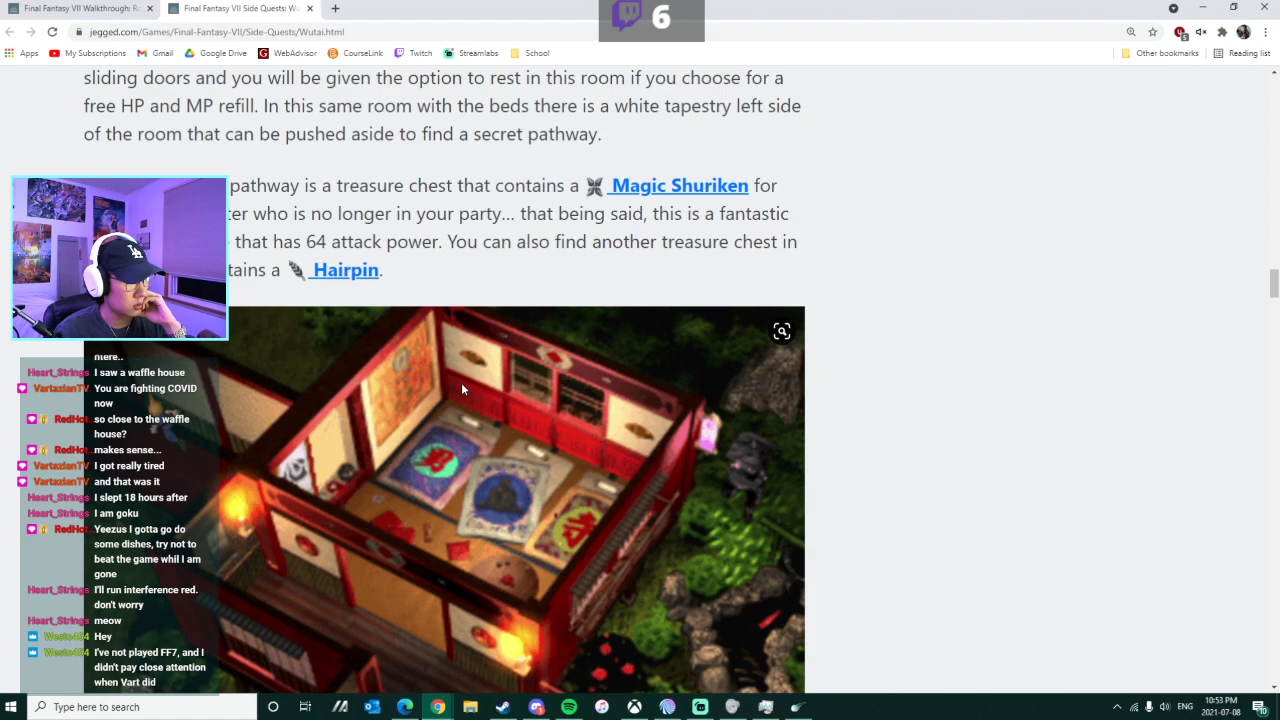 Final Fantasy VII Walkthrough: Ro
Final Fantasy VII Side Quests: Wu
6
jegged.com/Games/Final-Fantasy-VII/Side-Quests/Wutai.html
Apps
My Subscriptions
Gmail
Google Drive
WebAdvisor
CourseLink
Twitch
Streamlabs
School
Other bookmarks
Reading list
sliding doors and you will be given the option to rest in this room if you choose for a
free HP and MP refill. In this same room with the beds there is a white tapestry left side
of the room that can be pushed aside to find a secret pathway.
pathway is a treasure chest that contains a Magic Shuriken for
ter who is no longer in your party... that being said, this is a fantastic
that has 64 attack power. You can also find another treasure chest in
tains a Hairpin.
Heart_Strings I saw a waffle house
VartazianTV You are fighting COVID
now
RedHot so close to the waffle
house?
RedHot makes sense...
VartazianTV I got really tired
VartazianTV and that was it
Heart_Strings I slept 18 hours after
Heart_Strings I am goku
RedHot Yeezus I gotta go do
some dishes, try not to
beat the game whil I am
gone
Heart_Strings I'll run interference red.
don't worry
Heart_Strings meow
Hey
I've not played FF7, and I
didn't pay close attention
when Vart did
Type here to search
ENG
10:53 PM
2021-07-08
10